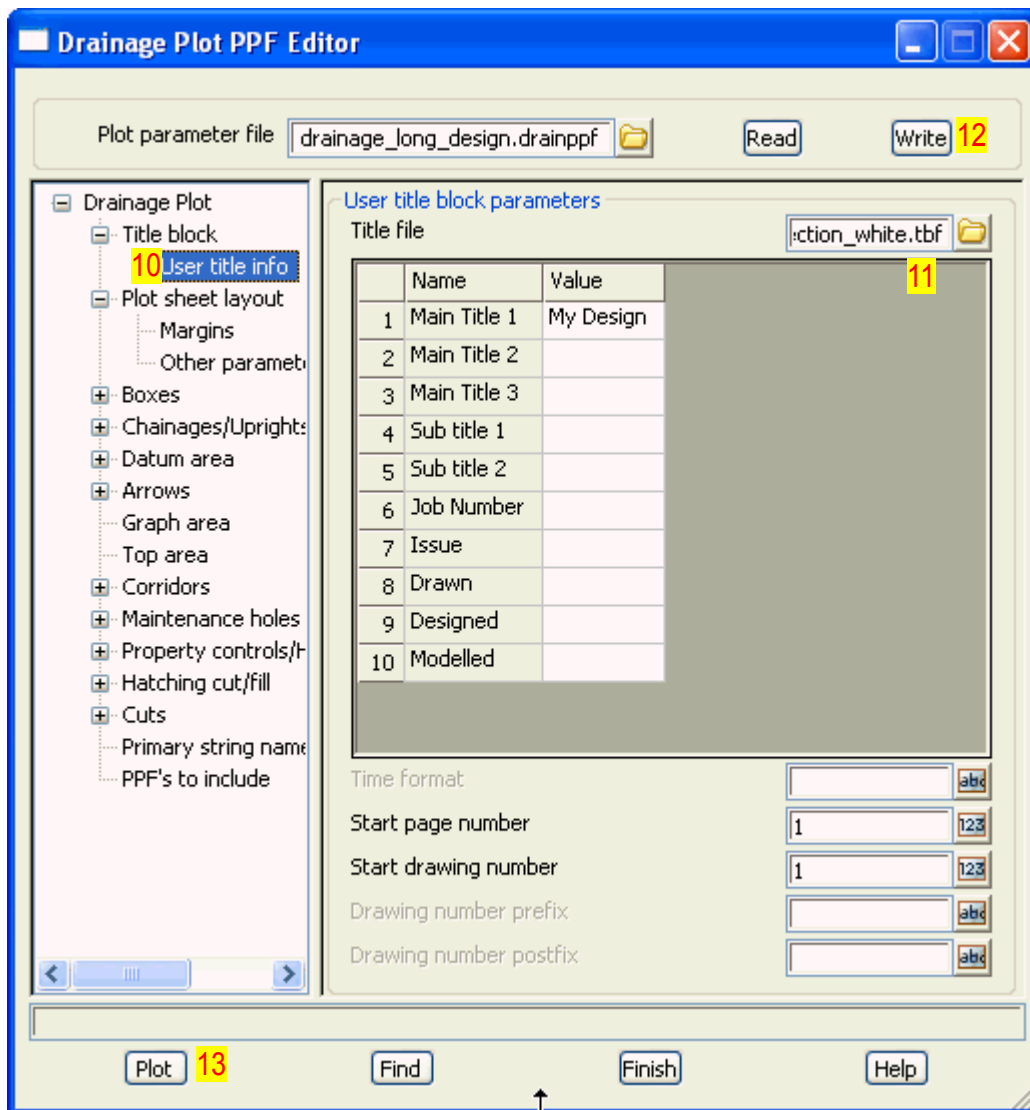 Drainage Plot PPF Editor
Plot parameter file drainage_long_design.drainppf Read Write 12
Drainage Plot
Title block
10 User title info
Plot sheet layout
Margins
Other paramet
Boxes
Chainages/Uprights
Datum area
Arrows
Graph area
Top area
Corridors
Maintenance holes
Property controls/H
Hatching cut/fill
Cuts
Primary string name
PPF's to include
User title block parameters
Title file ction_white.tbf
11
Name Value
1 Main Title 1 My Design
2 Main Title 2
3 Main Title 3
4 Sub title 1
5 Sub title 2
6 Job Number
7 Issue
8 Drawn
9 Designed
10 Modelled
Time format abc
Start page number 1 123
Start drawing number 1 123
Drawing number prefix abc
Drawing number postfix abc
Plot 13 Find Finish Help